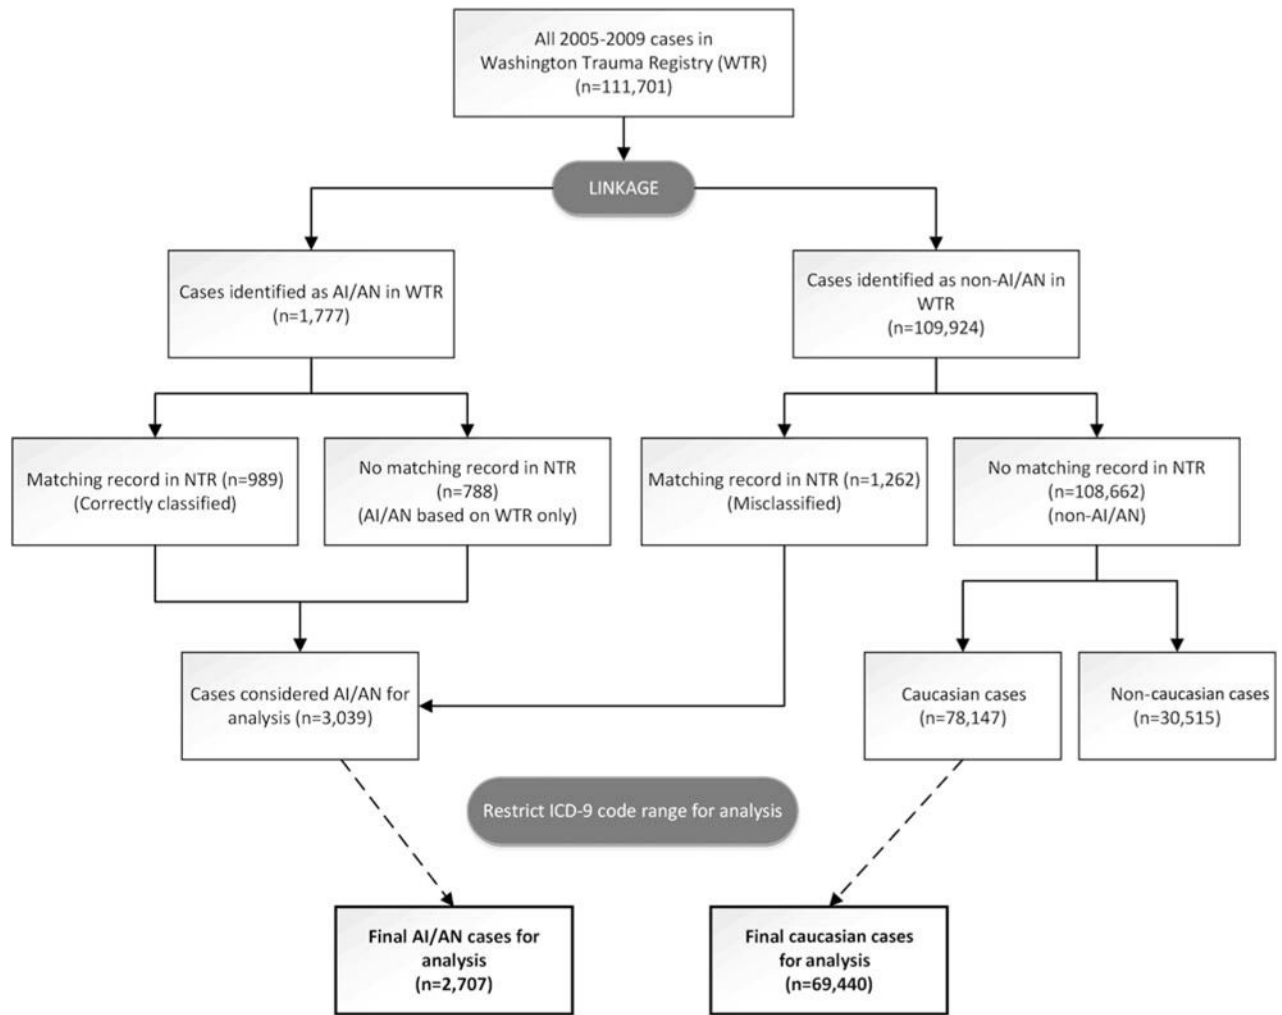 All 2005-2009 cases in
Washington Trauma Registry (WTR)
(n=111,701)
LINKAGE
Cases identified as AI/AN in WTR
(n=1,777)
Cases identified as non-AI/AN in
WTR
(n=109,924)
Matching record in NTR (n=989)
(Correctly classified)
No matching record in NTR
(n=788)
(AI/AN based on WTR only)
Matching record in NTR (n=1,262)
(Misclassified)
No matching record in NTR
(n=108,662)
(non-AI/AN)
Cases considered AI/AN for
analysis (n=3,039)
Caucasian cases
(n=78,147)
Non-caucasian cases
(n=30,515)
Restrict ICD-9 code range for analysis
Final AI/AN cases for
analysis
(n=2,707)
Final caucasian cases
for analysis
(n=69,440)